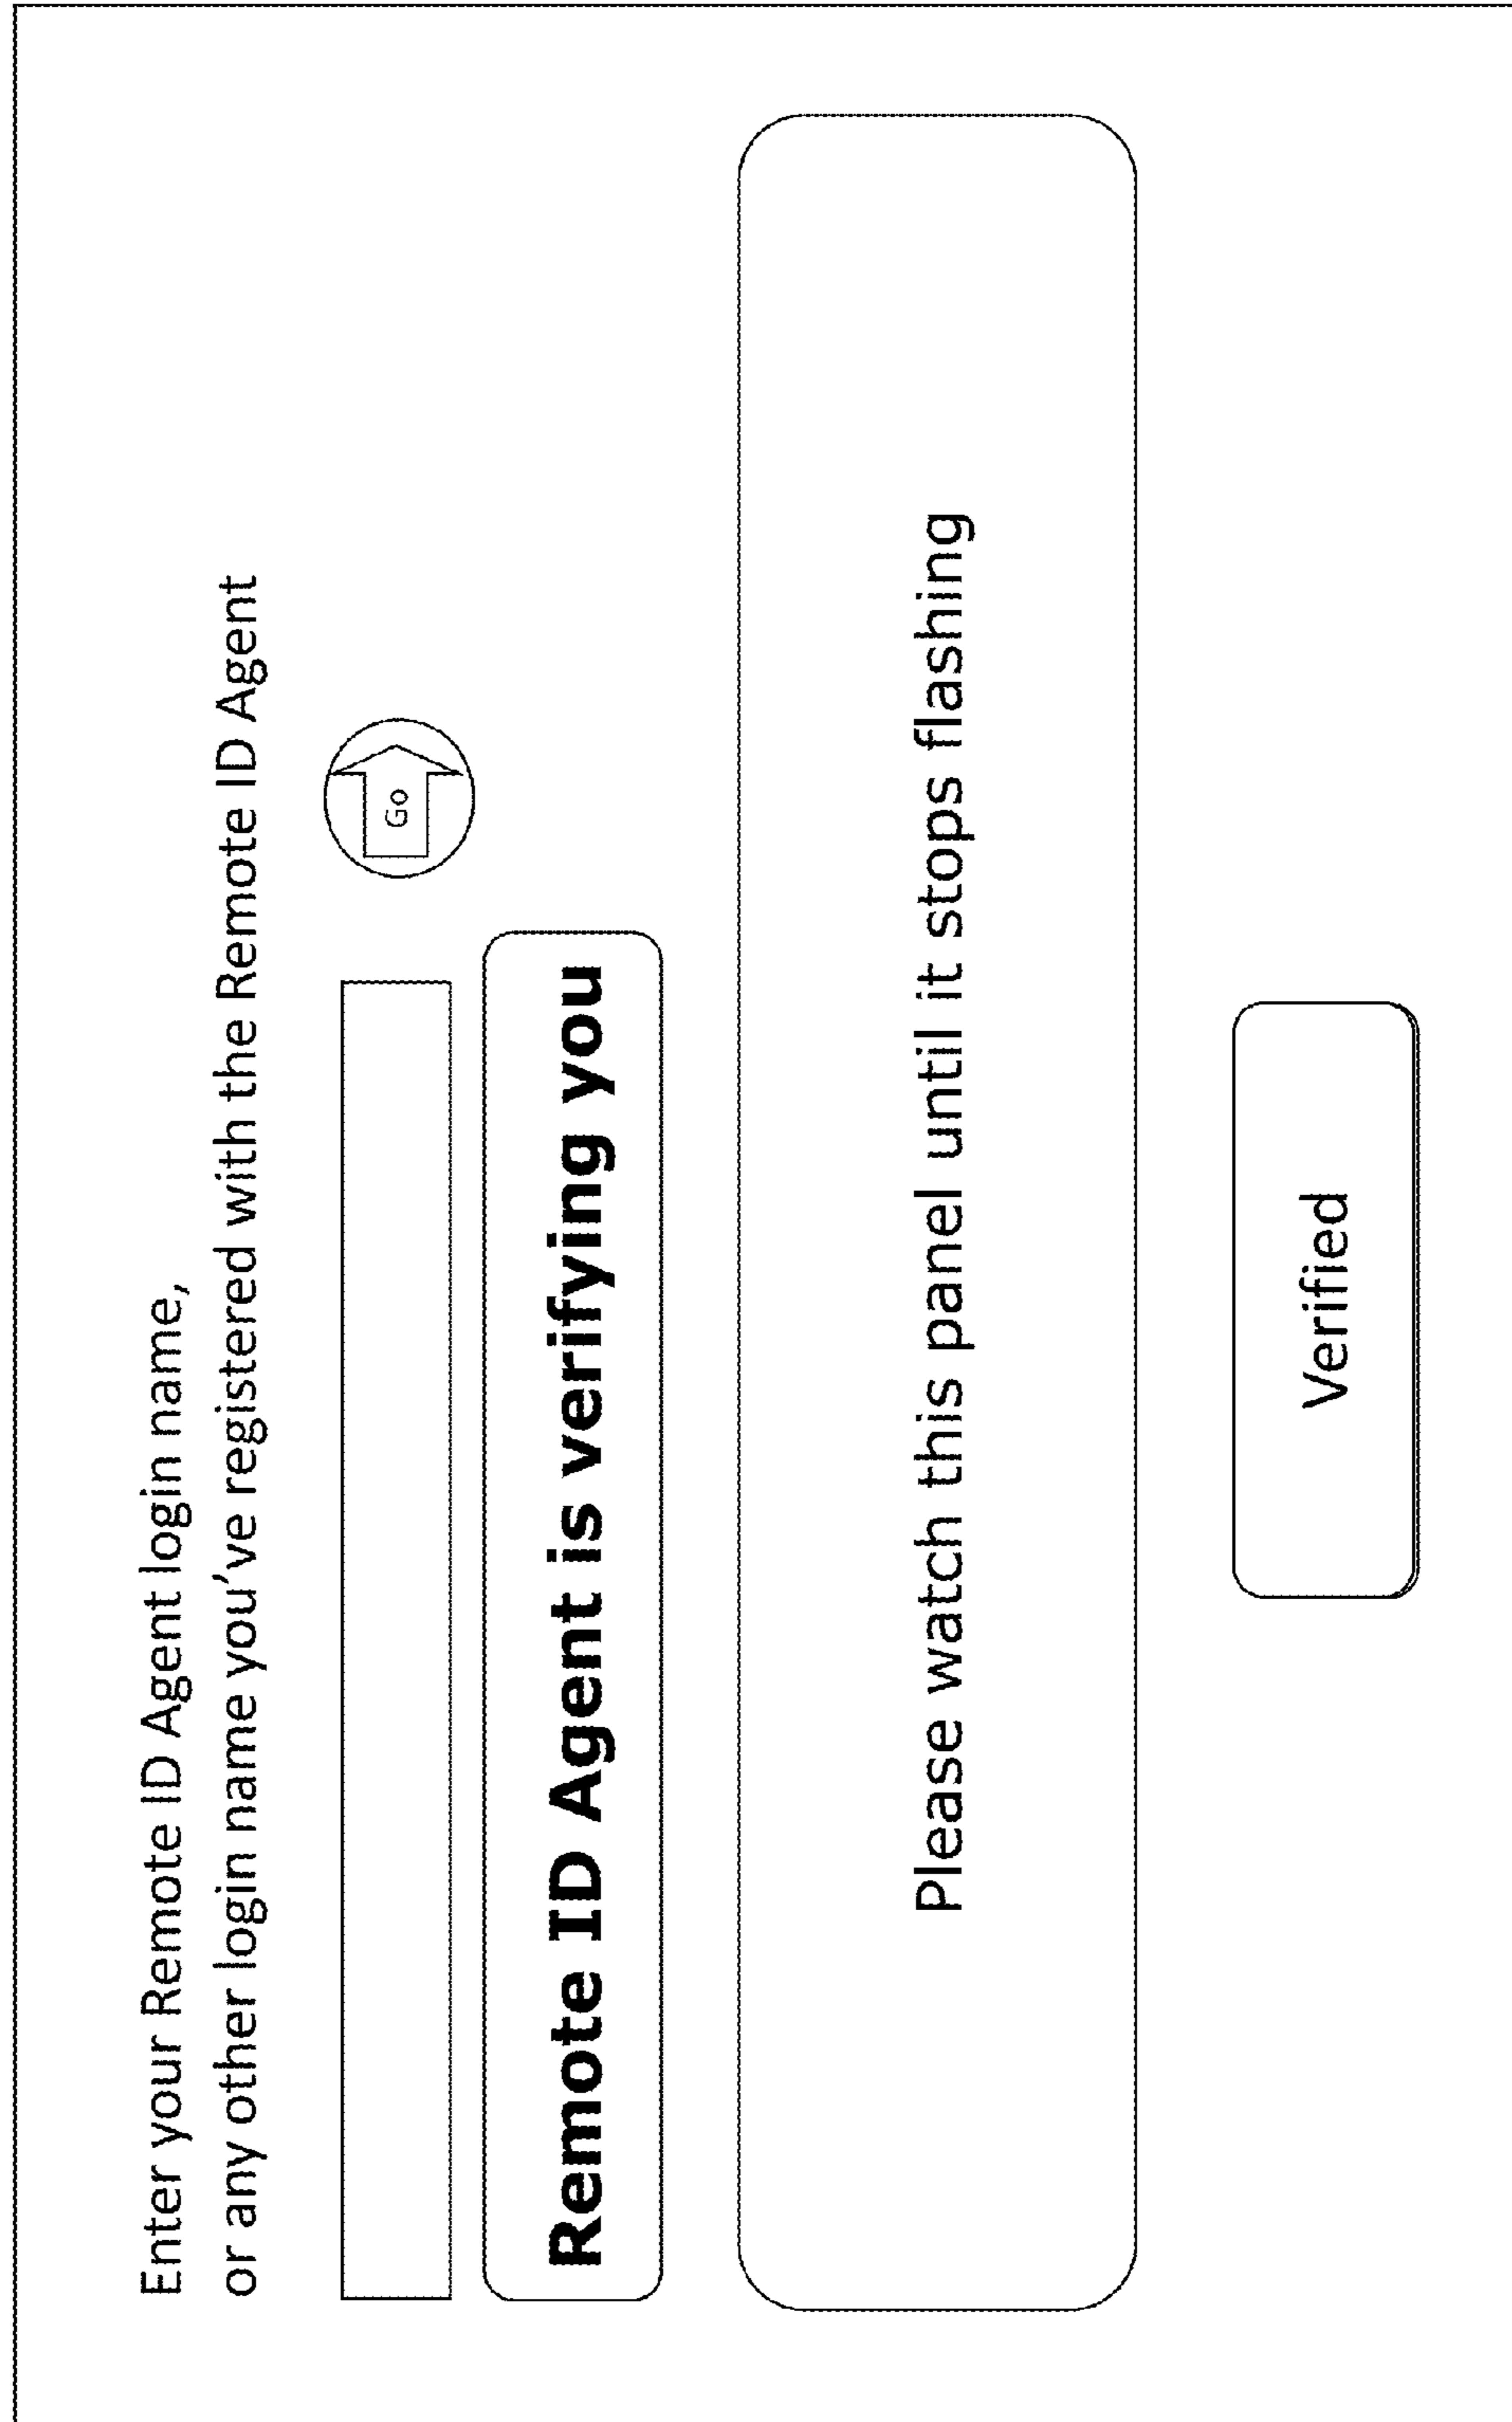 Enter your Remote ID Agent login name,
or any other login name you've registered with the Remote ID Agent
Go
Remote ID Agent is verifying you
Please watch this panel until it stops flashing
Verified